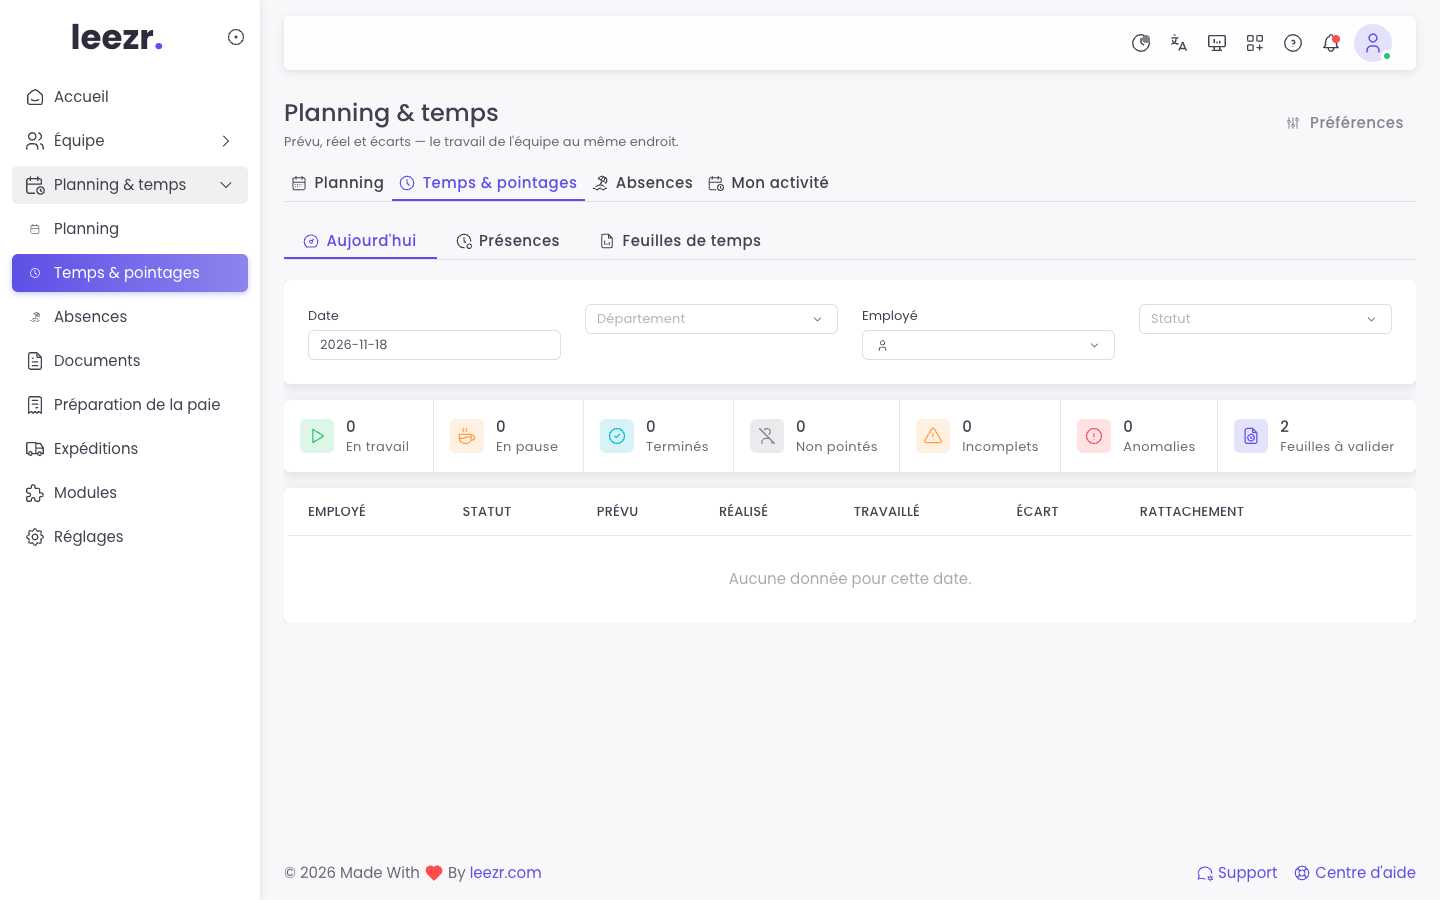 leezr.
Accueil
Équipe
Planning & temps
Planning
Temps & pointages
Absences
Documents
Préparation de la paie
Expéditions
Modules
Réglages
Planning & temps
Prévu, réel et écarts — le travail de l'équipe au même endroit.
Préférences
Planning Temps & pointages Absences Mon activité
Aujourd'hui Présences Feuilles de temps
Date
2026-11-18
Département
Employé
Statut
0
En travail
0
En pause
0
Terminés
0
Non pointés
0
Incomplets
0
Anomalies
2
Feuilles à valider
EMPLOYÉ STATUT PRÉVU RÉALISÉ TRAVAILLÉ ÉCART RATTACHEMENT
Aucune donnée pour cette date.
© 2026 Made With By leezr.com
Support Centre d'aide